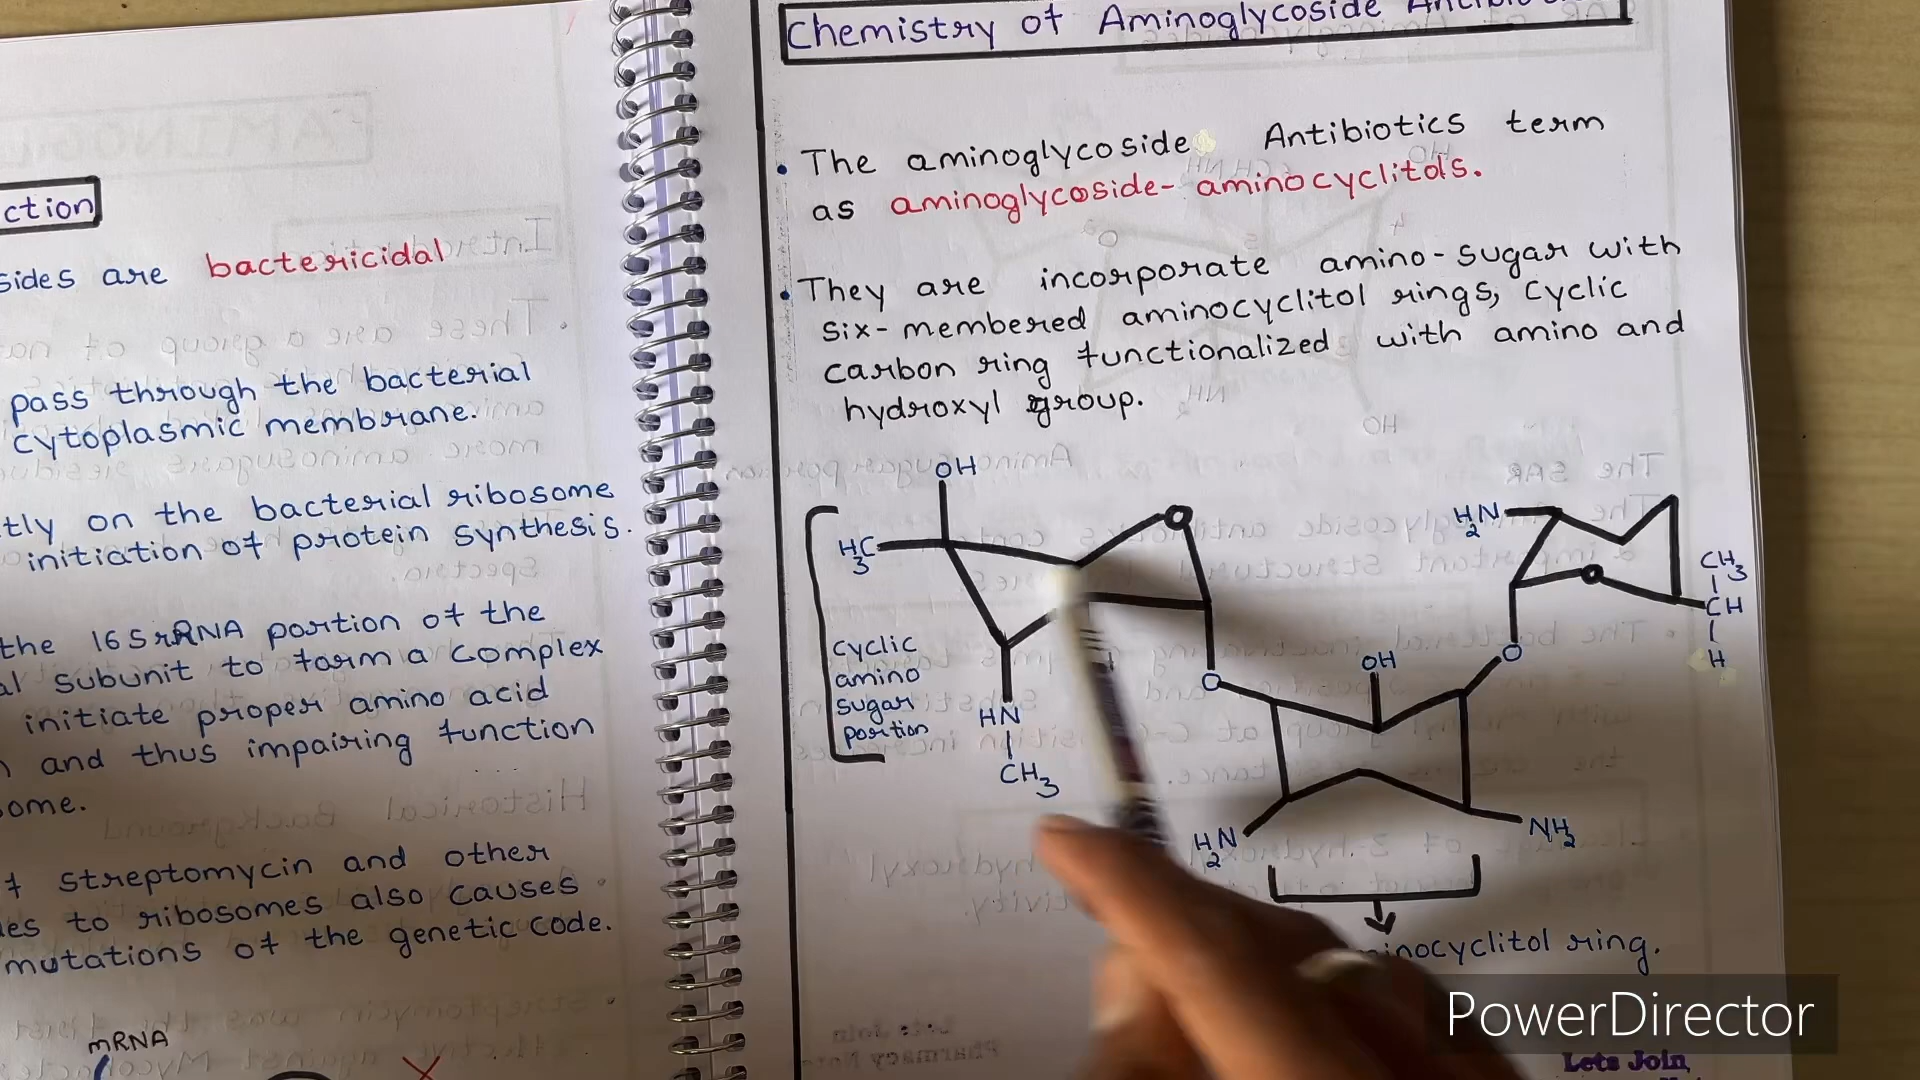 ction
sides are bactericidal
pass through the bacterial
cytoplasmic membrane.
tly on the bacterial ribosome
initiation of protein synthesis.
the 16SrRNA portion of the
al subunit to form a complex
initiate proper amino acid
and thus impairing function
ome.
f streptomycin and other
to ribosomes also causes
mutations of the genetic code.
mRNA
Chemistry of Aminoglycoside
The aminoglycoside Antibiotics term
as aminoglycoside- aminocyclitols.
They are incorporate amino-sugar with
six-membered aminocyclitol rings, cyclic
carbon ring functionalized with amino and
hydroxyl group.
OH
H3C
O
cyclic
amino
sugar
portion
HN
CH3
O
OH
H2N
NH2
O
H2N
O
CH3
CH
H
inocyclitol ring.
PowerDirector
Lets Join,